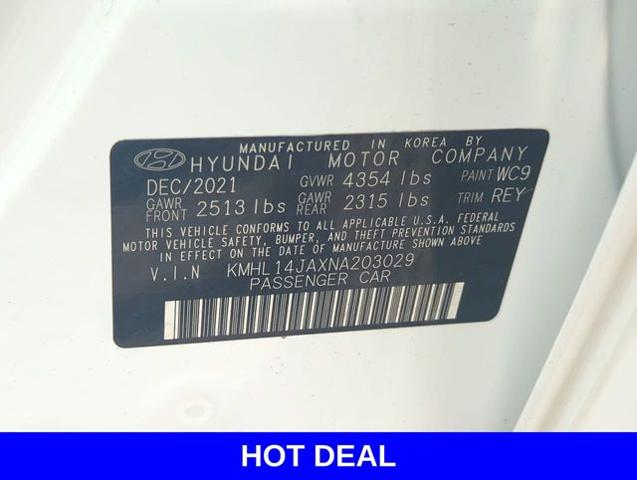 MANUFACTURED IN KOREA BY
HYUNDAI MOTOR COMPANY
DEC/2021 GVWR 4354 lbs PAINT WC9
GAWR FRONT 2513 lbs GAWR REAR 2315 lbs TRIM REY
THIS VEHICLE CONFORMS TO ALL APPLICABLE U.S.A. FEDERAL
MOTOR VEHICLE SAFETY, BUMPER, AND THEFT PREVENTION STANDARDS
IN EFFECT ON THE DATE OF MANUFACTURE SHOWN ABOVE.
V.I.N KMHL14JAXNA203029
PASSENGER CAR
HOT DEAL